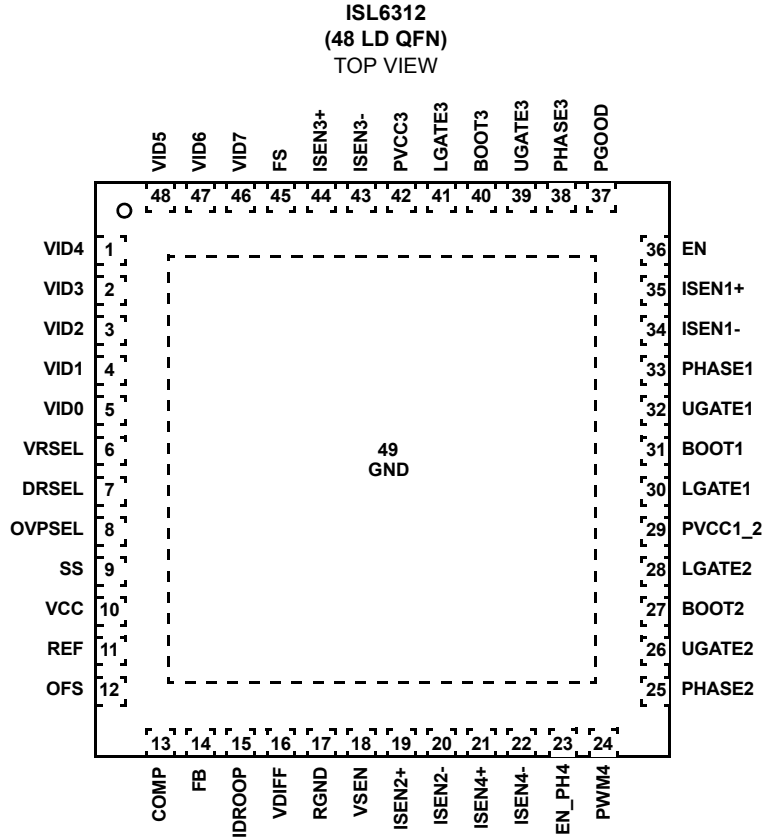 ISL6312
(48 LD QFN)
TOP VIEW
VID5
VID6
VID7
FS
ISEN3+
ISEN3-
PVCC3
LGATE3
BOOT3
UGATE3
PHASE3
PGOOD
48 47 46 45 44 43 42 41 40 39 38 37
VID4 1 36 EN
VID3 2 35 ISEN1+
VID2 3 34 ISEN1-
VID1 4 33 PHASE1
VID0 5 32 UGATE1
VRSEL 6 31 BOOT1
49
GND
DRSEL 7 30 LGATE1
OVPSEL 8 29 PVCC1_2
SS 9 28 LGATE2
VCC 10 27 BOOT2
REF 11 26 UGATE2
OFS 12 25 PHASE2
13 14 15 16 17 18 19 20 21 22 23 24
COMP
FB
IDROOP
VDIFF
RGND
VSEN
ISEN2+
ISEN2-
ISEN4+
ISEN4-
EN_PH4
PWM4